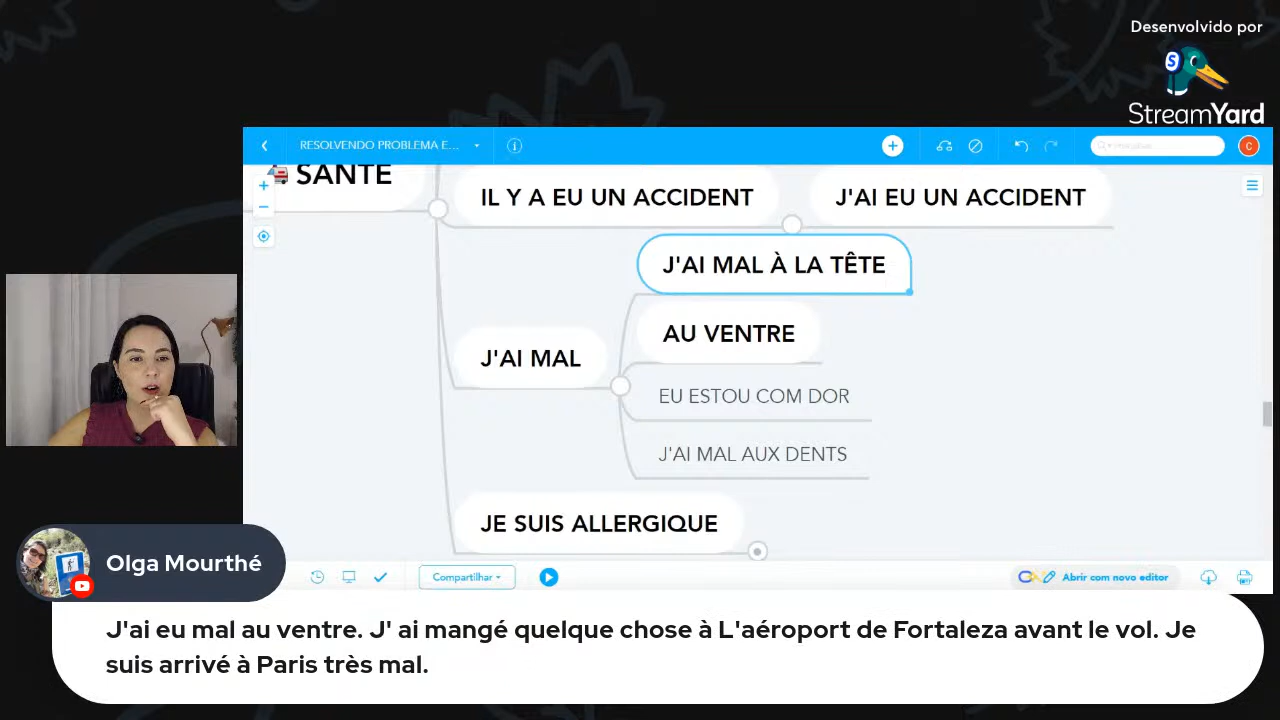 Desenvolvido por
StreamYard
RESOLVENDO PROBLEMA E...
C
SANTÉ
IL Y A EU UN ACCIDENT
J'AI EU UN ACCIDENT
J'AI MAL À LA TÊTE
AU VENTRE
J'AI MAL
EU ESTOU COM DOR
J'AI MAL AUX DENTS
JE SUIS ALLERGIQUE
Compartilhar
Abrir com novo editor
Olga Mourthé
J'ai eu mal au ventre. J' ai mangé quelque chose à L'aéroport de Fortaleza avant le vol. Je
suis arrivé à Paris très mal.